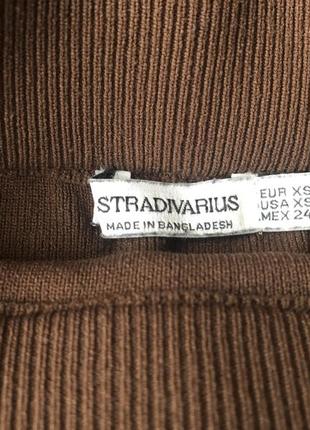 STRADIVARIUS
MADE IN BANGLADESH
EUR XS
USA XS
MEX 24